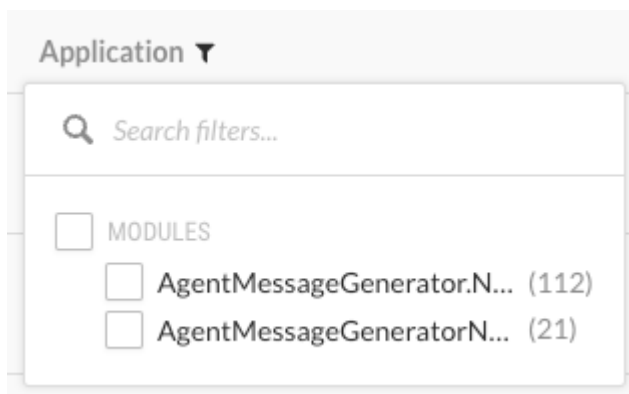 Application
Search filters...
MODULES
AgentMessageGenerator.N... (112)
AgentMessageGeneratorN... (21)